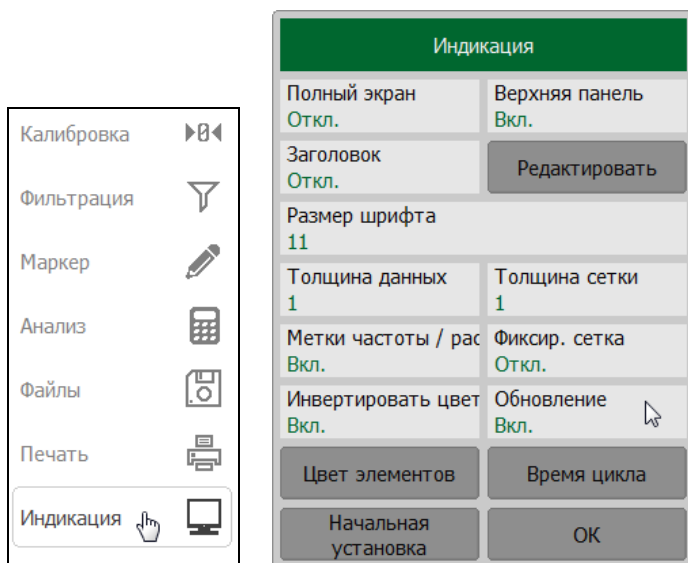 Калибровка
Фильтрация
Маркер
Анализ
Файлы
Печать
Индикация
Индикация
Полный экран
Откл.
Верхняя панель
Вкл.
Заголовок
Откл.
Редактировать
Размер шрифта
11
Толщина данных
1
Толщина сетки
1
Метки частоты / рас
Вкл.
Фиксир. сетка
Откл.
Инвертировать цвет
Вкл.
Обновление
Вкл.
Цвет элементов
Время цикла
Начальная
установка
ОК